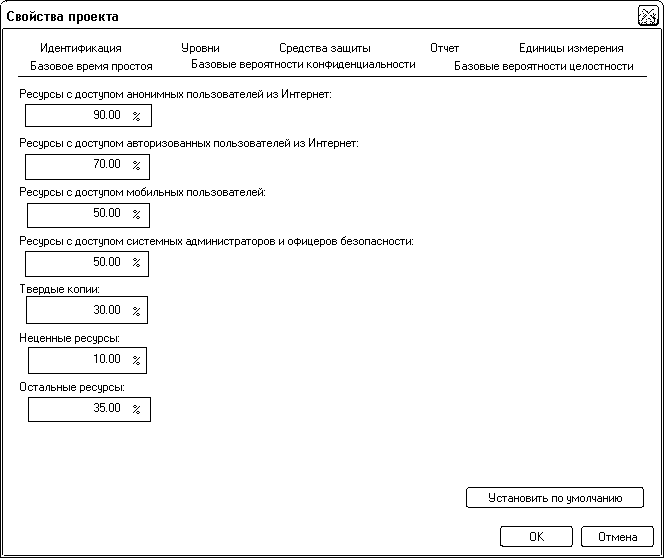 Свойства проекта
Идентификация Уровни Средства защиты Отчет Единицы измерения
Базовое время простоя Базовые вероятности конфиденциальности Базовые вероятности целостности
Ресурсы с доступом анонимных пользователей из Интернет:
90.00 %
Ресурсы с доступом авторизованных пользователей из Интернет:
70.00 %
Ресурсы с доступом мобильных пользователей:
50.00 %
Ресурсы с доступом системных администраторов и офицеров безопасности:
50.00 %
Твердые копии:
30.00 %
Неценные ресурсы:
10.00 %
Остальные ресурсы:
35.00 %
Установить по умолчанию
OK Отмена